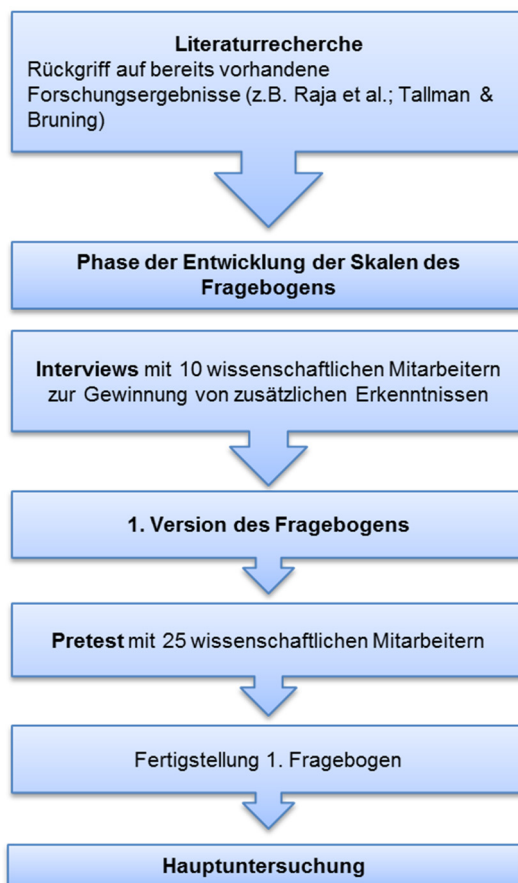 Literaturrecherche
Rückgriff auf bereits vorhandene
Forschungsergebnisse (z.B. Raja et al.; Tallman &
Bruning)
Phase der Entwicklung der Skalen des
Fragebogens
Interviews mit 10 wissenschaftlichen Mitarbeitern
zur Gewinnung von zusätzlichen Erkenntnissen
1. Version des Fragebogens
Pretest mit 25 wissenschaftlichen Mitarbeitern
Fertigstellung 1. Fragebogen
Hauptuntersuchung